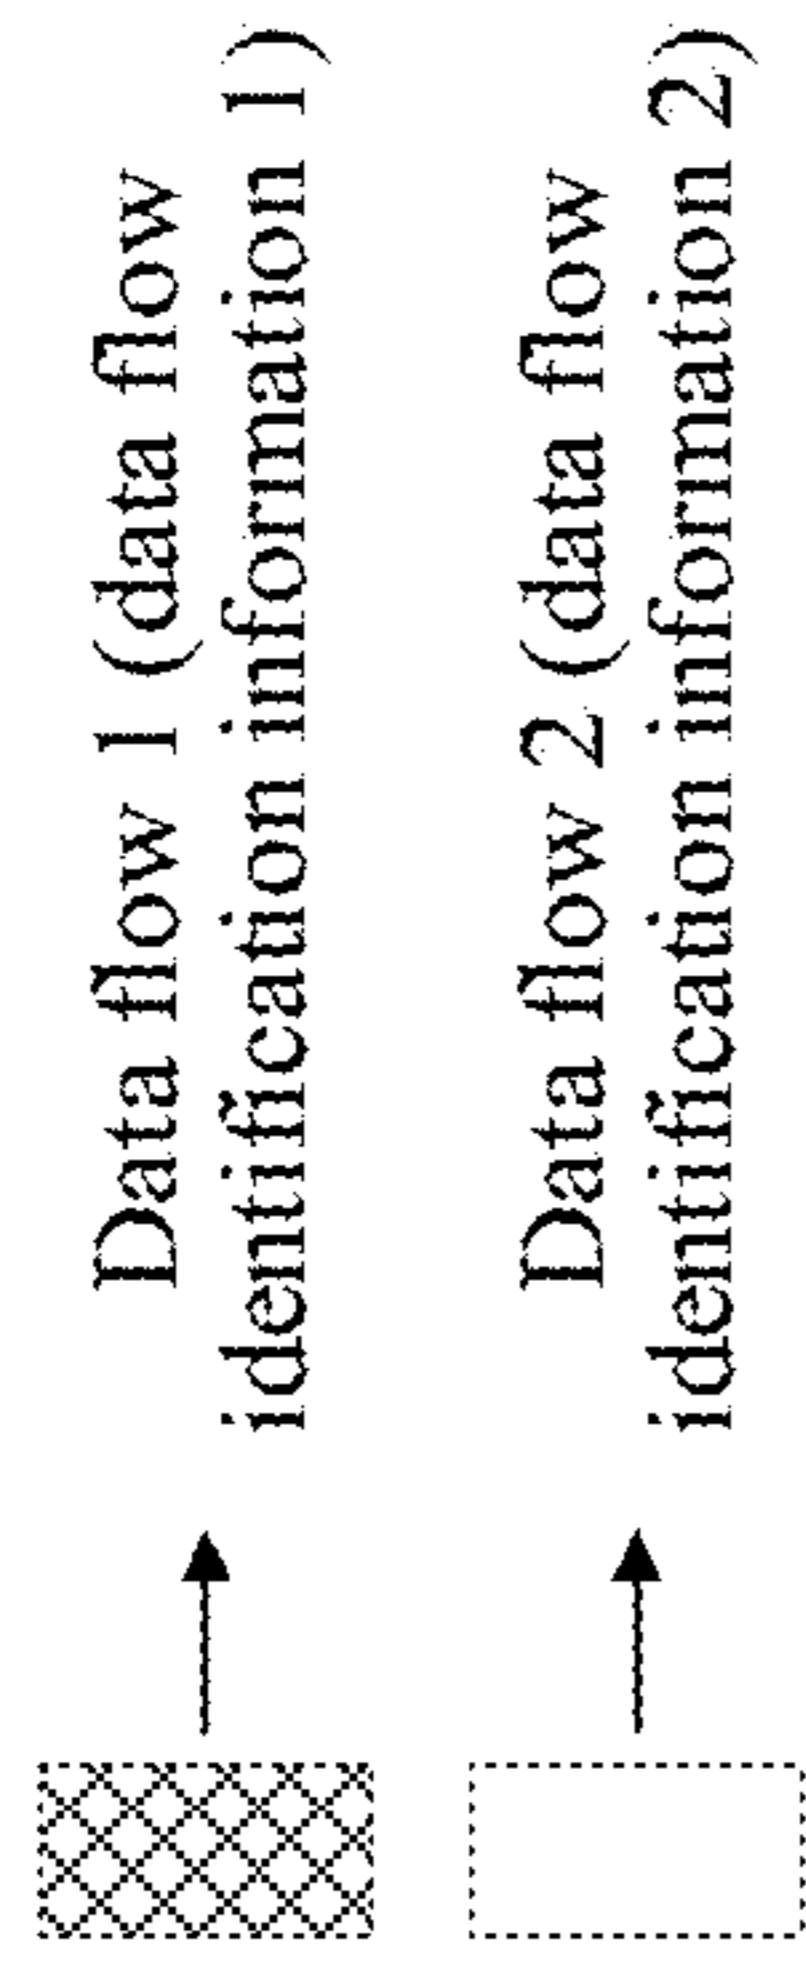 Data flow 1 (data flow
identification information 1)
Data flow 2 (data flow
identification information 2)